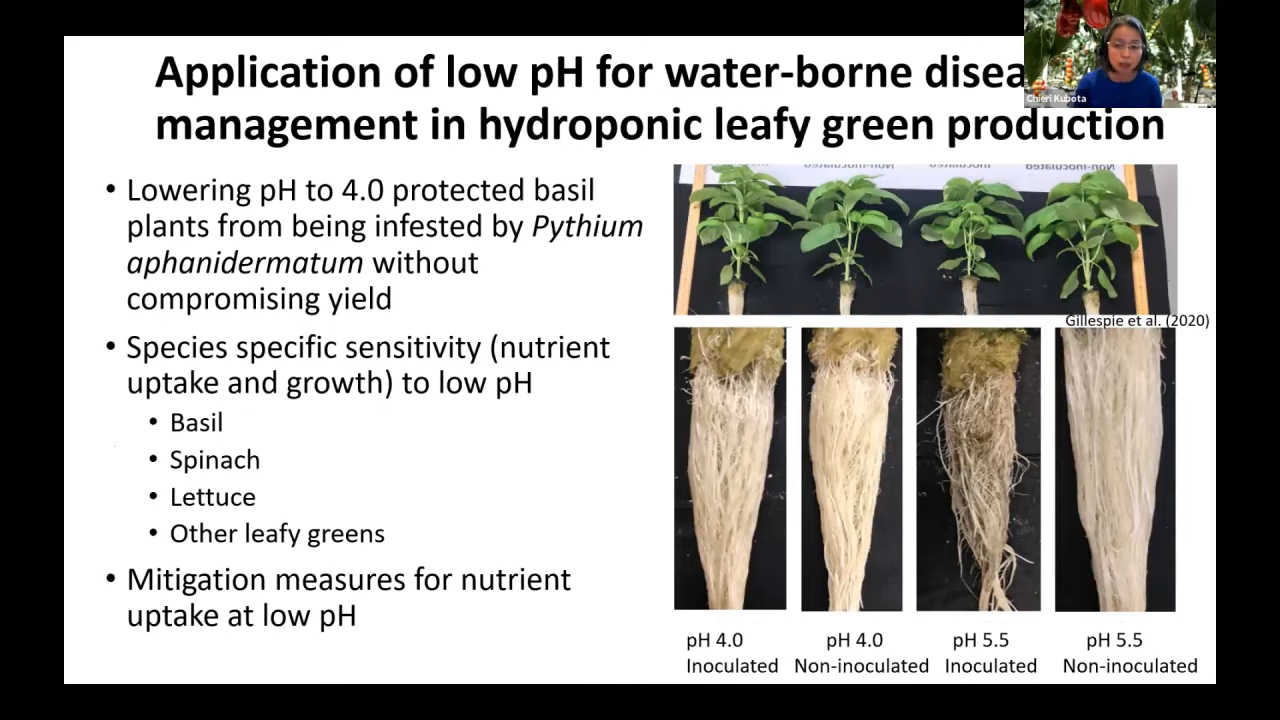 Application of low pH for water-borne
management in hydroponic leafy green production
Chieri Kubota
• Lowering pH to 4.0 protected basil
plants from being infested by Pythium
aphanidermatum without
compromising yield
• Species specific sensitivity (nutrient
uptake and growth) to low pH
• Basil
• Spinach
• Lettuce
• Other leafy greens
• Mitigation measures for nutrient
uptake at low pH
Gillespie et al. (2020)
pH 4.0
Inoculated
pH 4.0
Non-inoculated
pH 5.5
Inoculated
pH 5.5
Non-inoculated